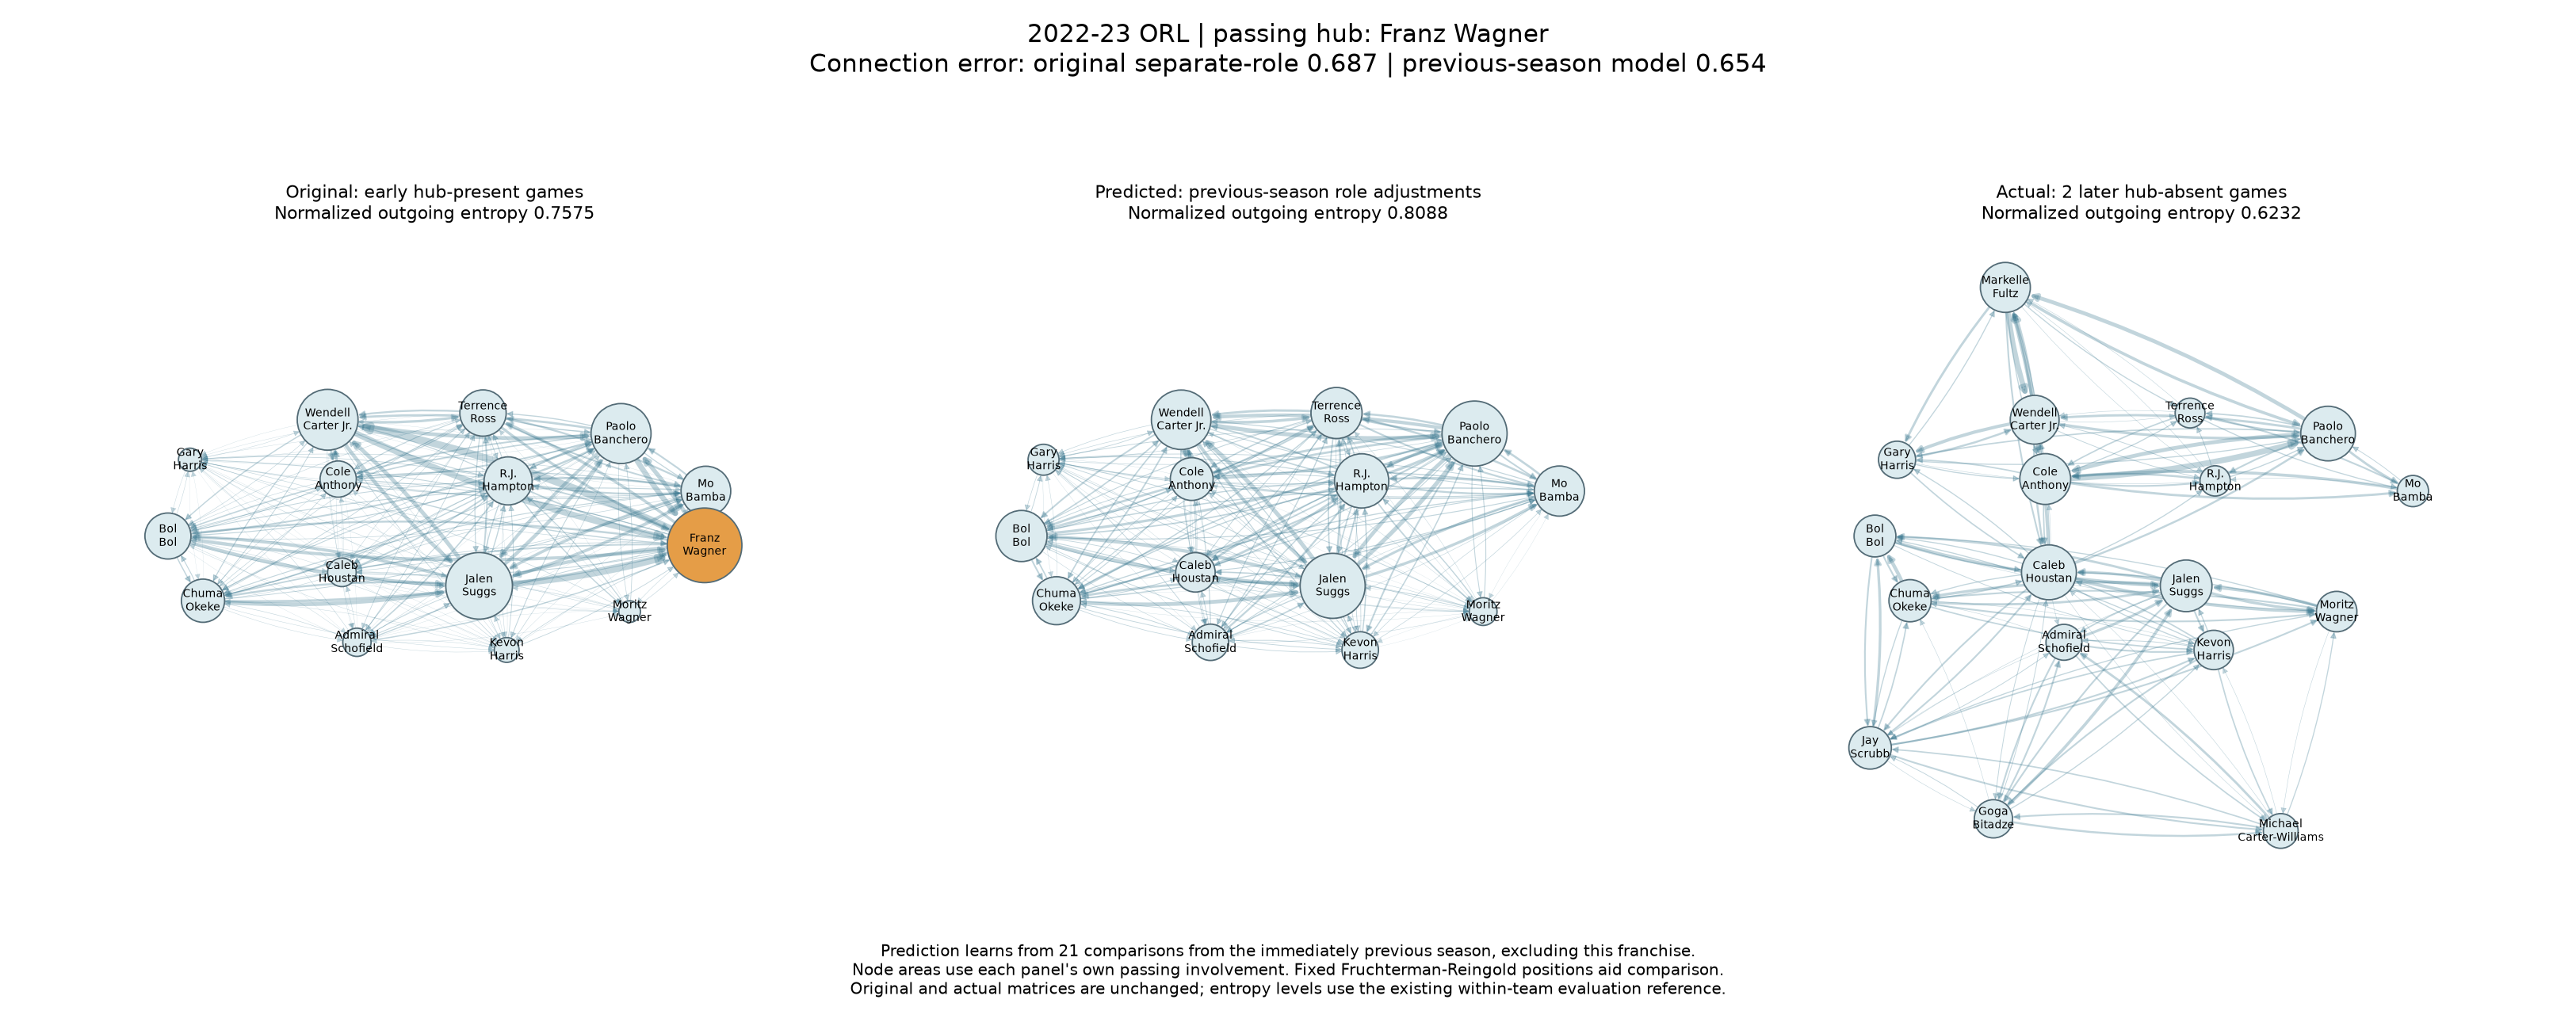 2022-23 ORL | passing hub: Franz Wagner
Connection error: original separate-role 0.687 | previous-season model 0.654
Original: early hub-present games
Normalized outgoing entropy 0.7575
Wendell
Carter Jr.
Terrence
Ross
Paolo
Banchero
Gary
Harris
Cole
Anthony
R.J.
Hampton
Mo
Bamba
Bol
Bol
Franz
Wagner
Caleb
Houstan
Jalen
Suggs
Chuma
Okeke
Moritz
Wagner
Admiral
Schofield
Kevon
Harris
Predicted: previous-season role adjustments
Normalized outgoing entropy 0.8088
Wendell
Carter Jr.
Terrence
Ross
Paolo
Banchero
Gary
Harris
Cole
Anthony
R.J.
Hampton
Mo
Bamba
Bol
Bol
Caleb
Houstan
Jalen
Suggs
Chuma
Okeke
Moritz
Wagner
Admiral
Schofield
Kevon
Harris
Actual: 2 later hub-absent games
Normalized outgoing entropy 0.6232
Markelle
Fultz
Wendell
Carter Jr.
Terrence
Ross
Paolo
Banchero
Gary
Harris
Cole
Anthony
R.J.
Hampton
Mo
Bamba
Bol
Bol
Caleb
Houstan
Jalen
Suggs
Chuma
Okeke
Moritz
Wagner
Admiral
Schofield
Kevon
Harris
Jay
Scrubb
Goga
Bitadze
Michael
Carter-Williams
Prediction learns from 21 comparisons from the immediately previous season, excluding this franchise.
Node areas use each panel's own passing involvement. Fixed Fruchterman-Reingold positions aid comparison.
Original and actual matrices are unchanged; entropy levels use the existing within-team evaluation reference.